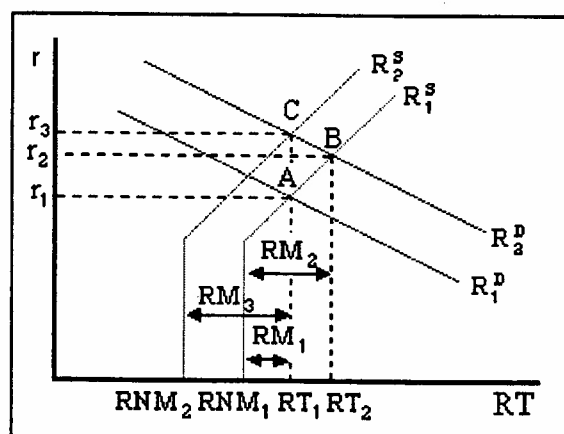 r
R₂ˢ
R₁ˢ
C
r₃
B
r₂
A
r₁
R₂ᴰ
RM₂
R₁ᴰ
RM₃
RM₁
RNM₂ RNM₁ RT₁ RT₂ RT